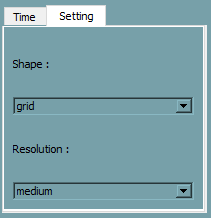 Time Setting
Shape :
grid
Resolution :
medium